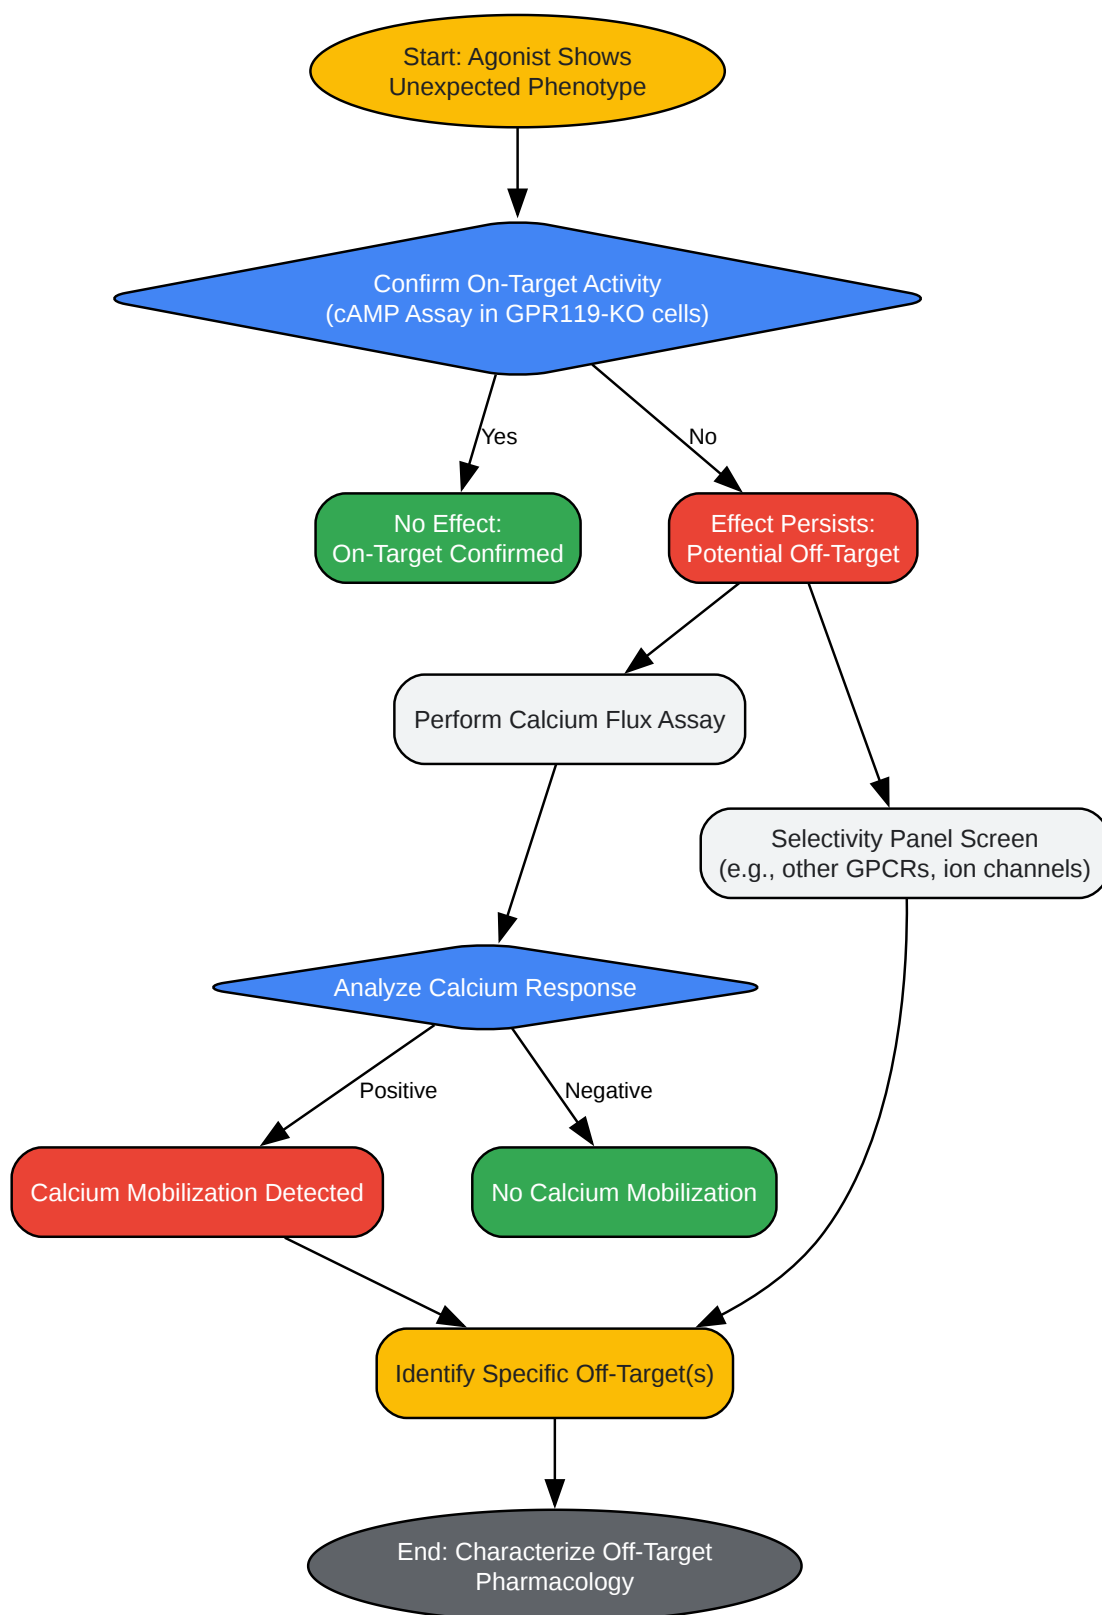 Start: Agonist Shows
Unexpected Phenotype
Confirm On-Target Activity
(cAMP Assay in GPR119-KO cells)
Yes
No
No Effect:
On-Target Confirmed
Effect Persists:
Potential Off-Target
Perform Calcium Flux Assay
Selectivity Panel Screen
(e.g., other GPCRs, ion channels)
Analyze Calcium Response
Positive
Negative
Calcium Mobilization Detected
No Calcium Mobilization
Identify Specific Off-Target(s)
End: Characterize Off-Target
Pharmacology